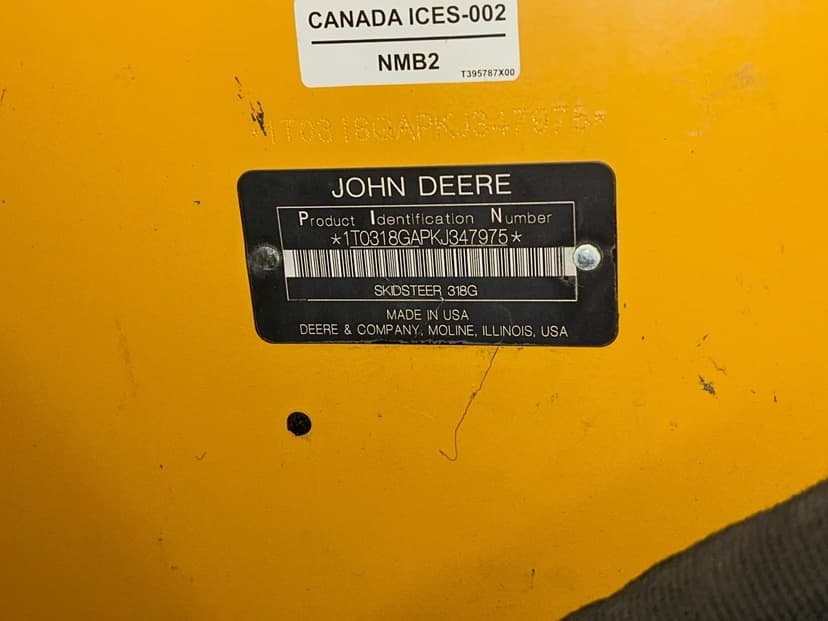 CANADA ICES-002
NMB2
T395787X00
*1T0318GAPKJ347975*
JOHN DEERE
Product Identification Number
*1T0318GAPKJ347975*
SKIDSTEER 318G
MADE IN USA
DEERE & COMPANY, MOLINE, ILLINOIS, USA